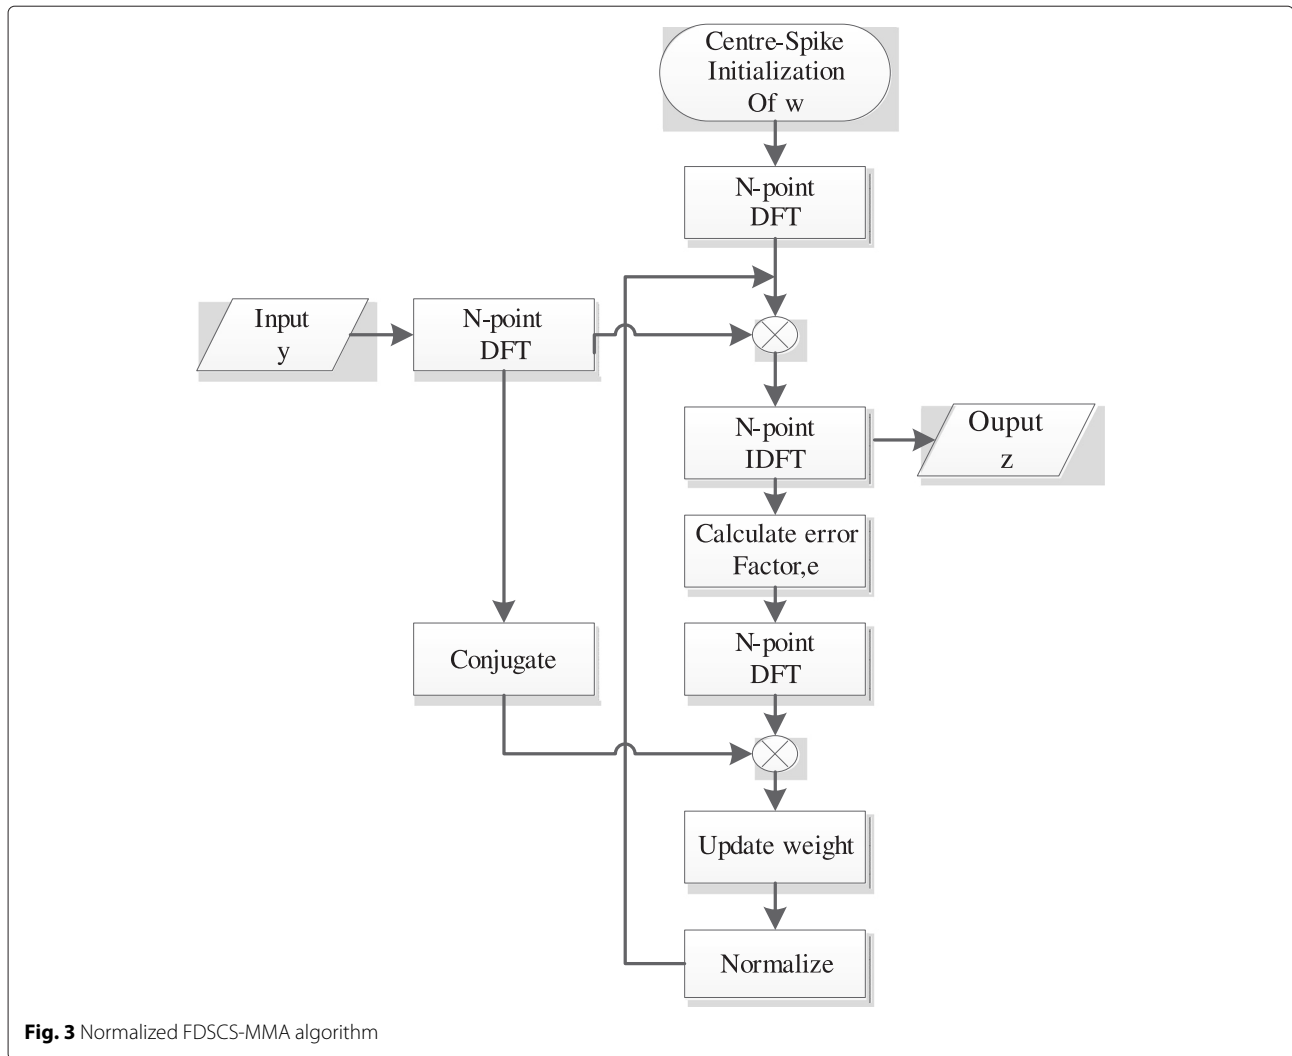 Centre-Spike
Initialization
Of w
N-point
DFT
Input
y
N-point
DFT
N-point
IDFT
Ouput
z
Calculate error
Factor,e
Conjugate
N-point
DFT
Update weight
Normalize
Fig. 3 Normalized FDSCS-MMA algorithm